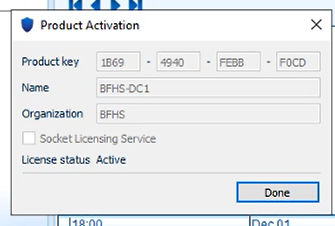 Product Activation
Product key 1B69 - 4940 - FEBB - F0CD
Name BFHS-DC1
Organization BFHS
Socket Licensing Service
License status Active
Done
18:00 Dec 01